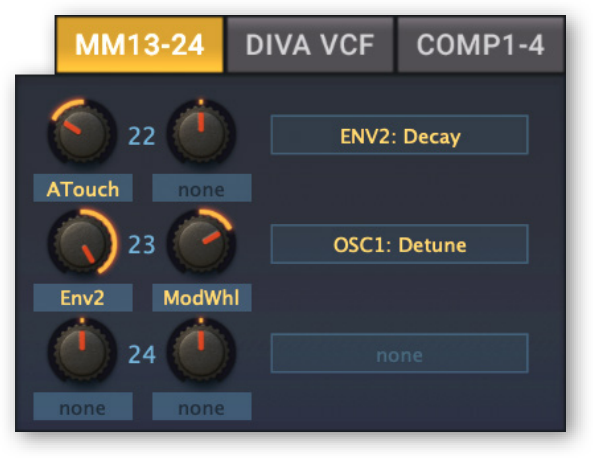 MM13-24 DIVA VCF COMP1-4
22 ENV2: Decay
ATouch none
23 OSC1: Detune
Env2 ModWhl
24 none
none none